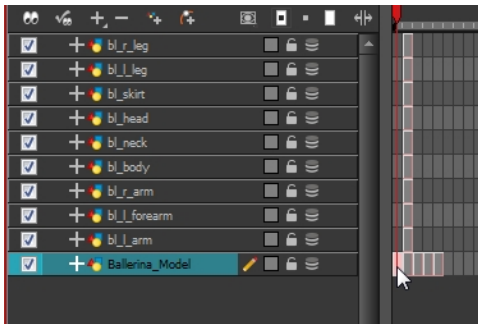 bl_r_leg
bl_l_leg
bl_skirt
bl_head
bl_neck
bl_body
bl_r_arm
bl_l_forearm
bl_l_arm
Ballerina_Model